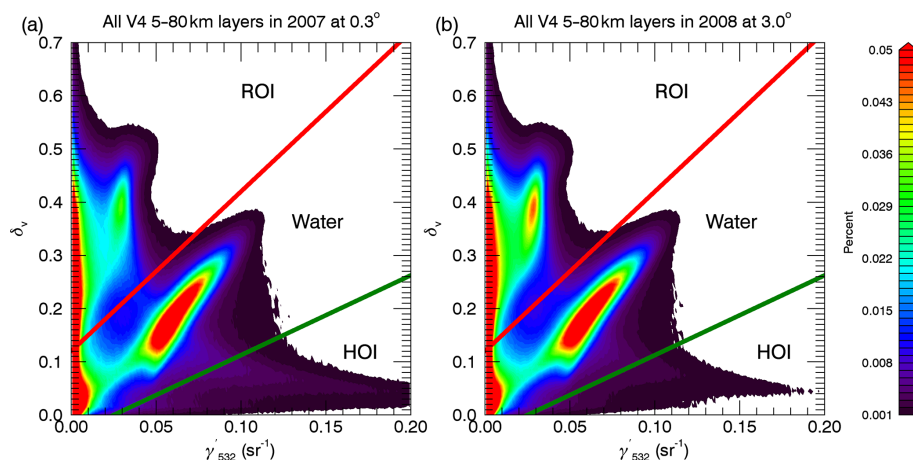 (a) All V4 5–80 km layers in 2007 at 0.3°
(b) All V4 5–80 km layers in 2008 at 3.0°
0.7
0.6
0.5
0.4
0.3
0.2
0.1
0.0
δv
ROI
Water
HOI
0.00 0.05 0.10 0.15 0.20
γ'532 (sr-1)
0.7
0.6
0.5
0.4
0.3
0.2
0.1
0.0
δv
ROI
Water
HOI
0.00 0.05 0.10 0.15 0.20
γ'532 (sr-1)
0.05
0.043
0.036
0.029
0.022
0.015
0.008
0.001
Percent